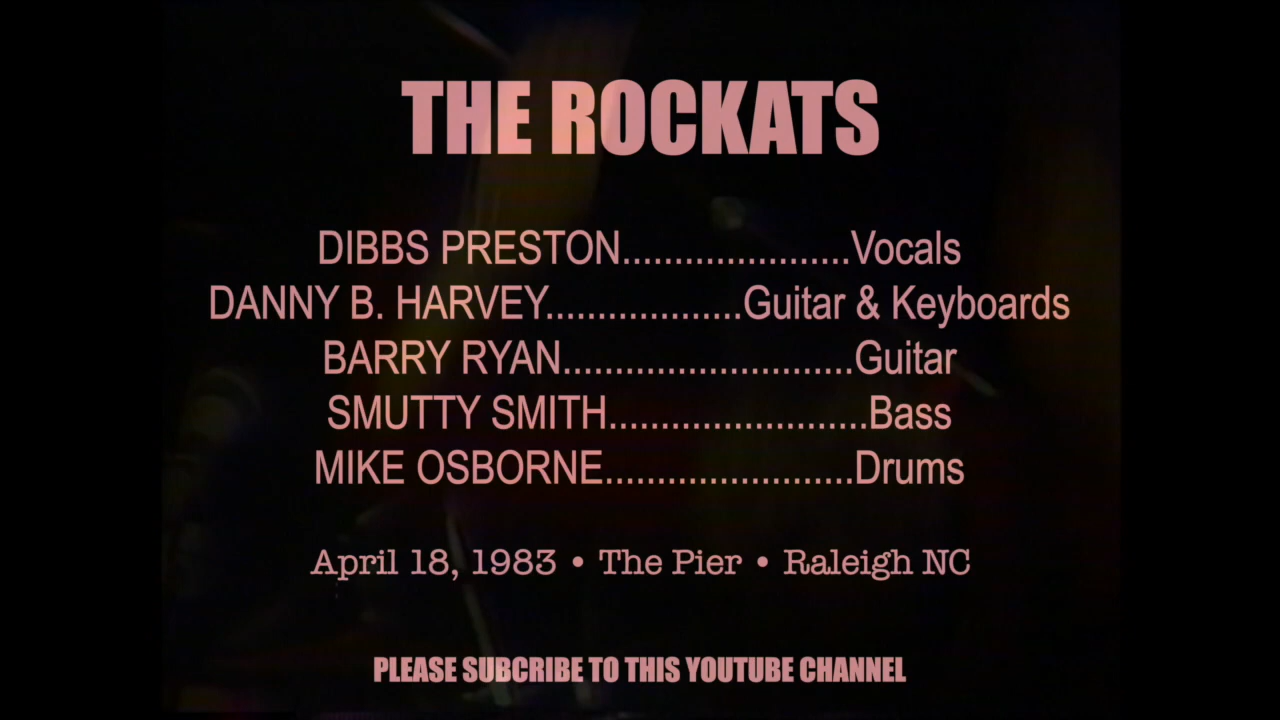 THE ROCKATS
DIBBS PRESTON......................Vocals
DANNY B. HARVEY...................Guitar & Keyboards
BARRY RYAN............................Guitar
SMUTTY SMITH.........................Bass
MIKE OSBORNE........................Drums
April 18, 1983 • The Pier • Raleigh NC
PLEASE SUBCRIBE TO THIS YOUTUBE CHANNEL